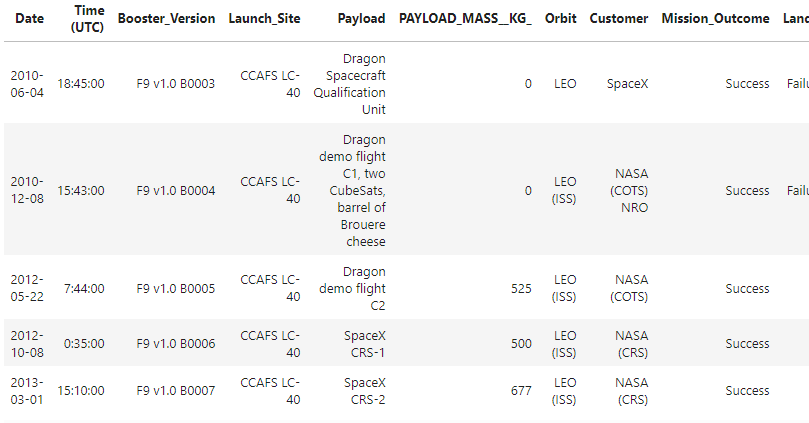 Date Time (UTC) Booster_Version Launch_Site Payload PAYLOAD_MASS__KG_ Orbit Customer Mission_Outcome Land
2010-06-04 18:45:00 F9 v1.0 B0003 CCAFS LC-40 Dragon Spacecraft Qualification Unit 0 LEO SpaceX Success Failu
2010-12-08 15:43:00 F9 v1.0 B0004 CCAFS LC-40 Dragon demo flight C1, two CubeSats, barrel of Brouere cheese 0 LEO (ISS) NASA (COTS) NRO Success Failu
2012-05-22 7:44:00 F9 v1.0 B0005 CCAFS LC-40 Dragon demo flight C2 525 LEO (ISS) NASA (COTS) Success
2012-10-08 0:35:00 F9 v1.0 B0006 CCAFS LC-40 SpaceX CRS-1 500 LEO (ISS) NASA (CRS) Success
2013-03-01 15:10:00 F9 v1.0 B0007 CCAFS LC-40 SpaceX CRS-2 677 LEO (ISS) NASA (CRS) Success